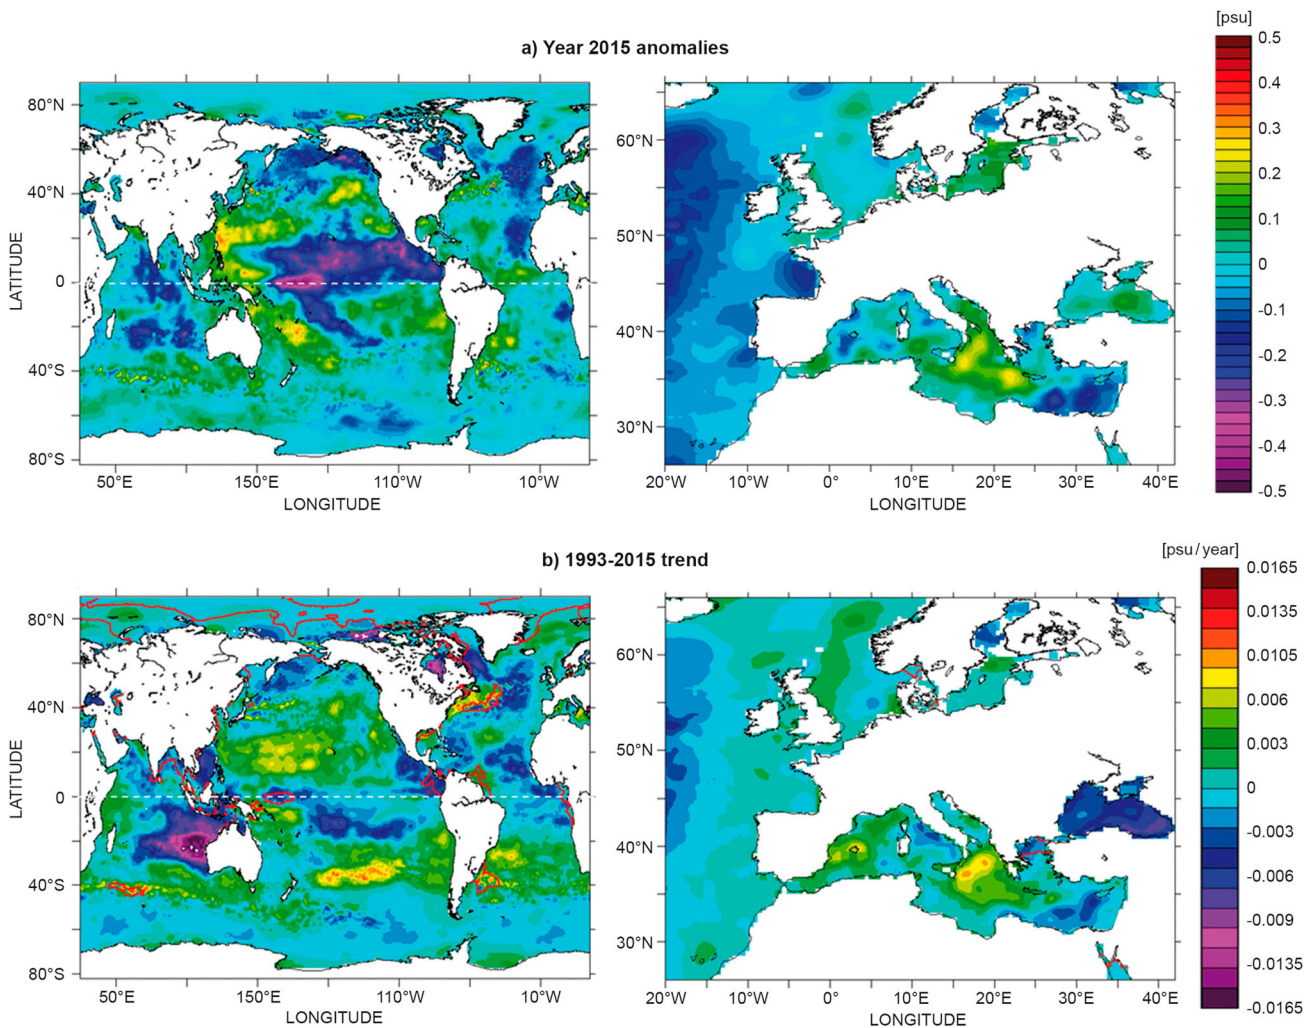 a) Year 2015 anomalies
[psu]
80°N
40°N
0
40°S
80°S
LATITUDE
50°E
150°E
110°W
10°W
LONGITUDE
60°N
50°N
40°N
30°N
20°W
10°W
0°
10°E
20°E
30°E
40°E
LONGITUDE
0.5
0.4
0.3
0.2
0.1
0
-0.1
-0.2
-0.3
-0.4
-0.5
b) 1993-2015 trend
[psu/year]
80°N
40°N
0
40°S
80°S
LATITUDE
50°E
150°E
110°W
10°W
LONGITUDE
60°N
50°N
40°N
30°N
20°W
10°W
0°
10°E
20°E
30°E
40°E
LONGITUDE
0.0165
0.0135
0.0105
0.006
0.003
0
-0.003
-0.006
-0.009
-0.0135
-0.0165